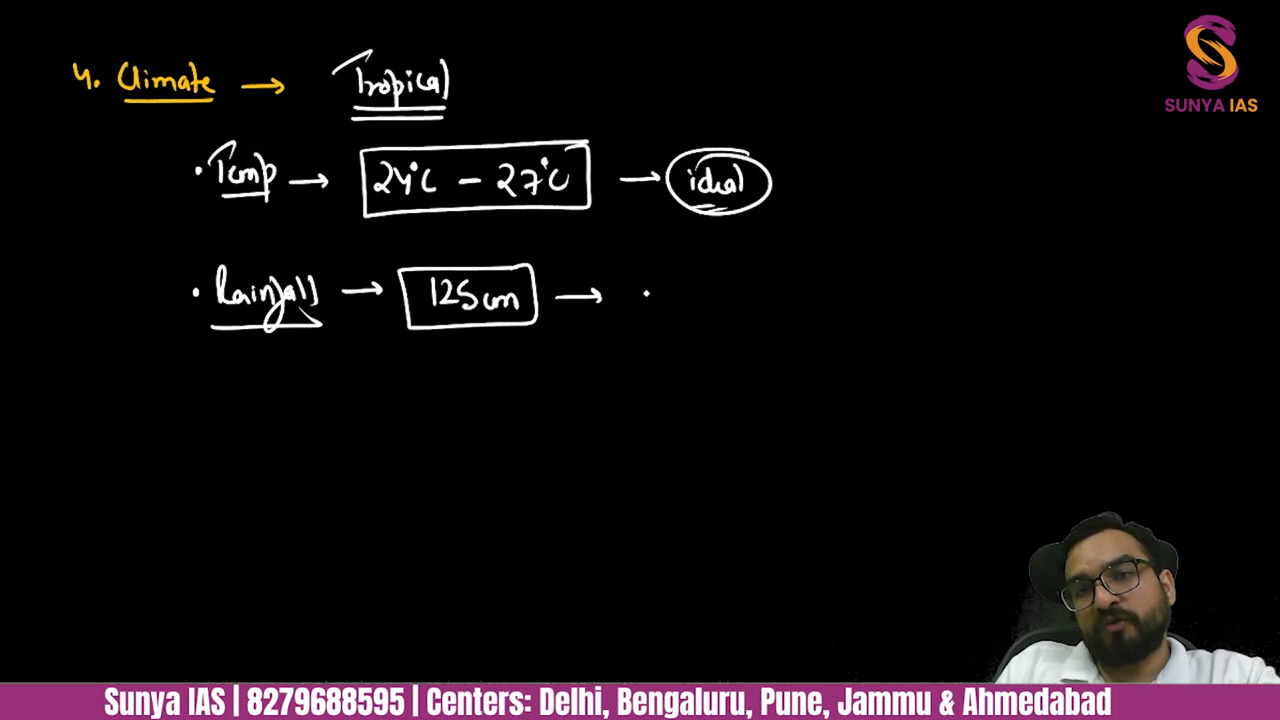 4. Climate → Tropical
SUNYA IAS
• Temp → 24°C – 27°C → ideal
• Rainfall → 125cm →
Sunya IAS | 8279688595 | Centers: Delhi, Bengaluru, Pune, Jammu & Ahmedabad